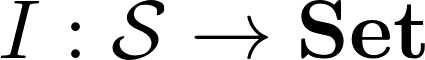 I : 𝒮 → Set